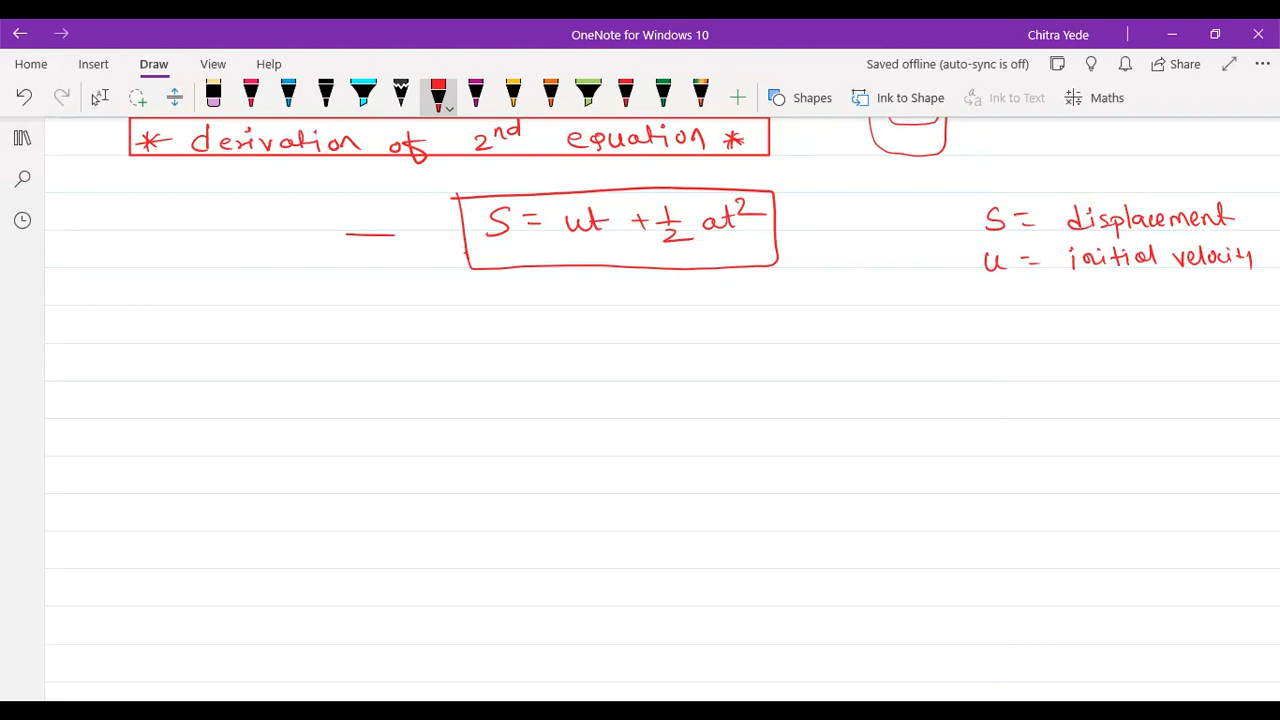 OneNote for Windows 10
Chitra Yede
Home Insert Draw View Help
Saved offline (auto-sync is off) Share
Shapes Ink to Shape Ink to Text Maths
* derivation of 2nd equation *
S = ut + 1/2 at²
S = displacement
u = initial velocity